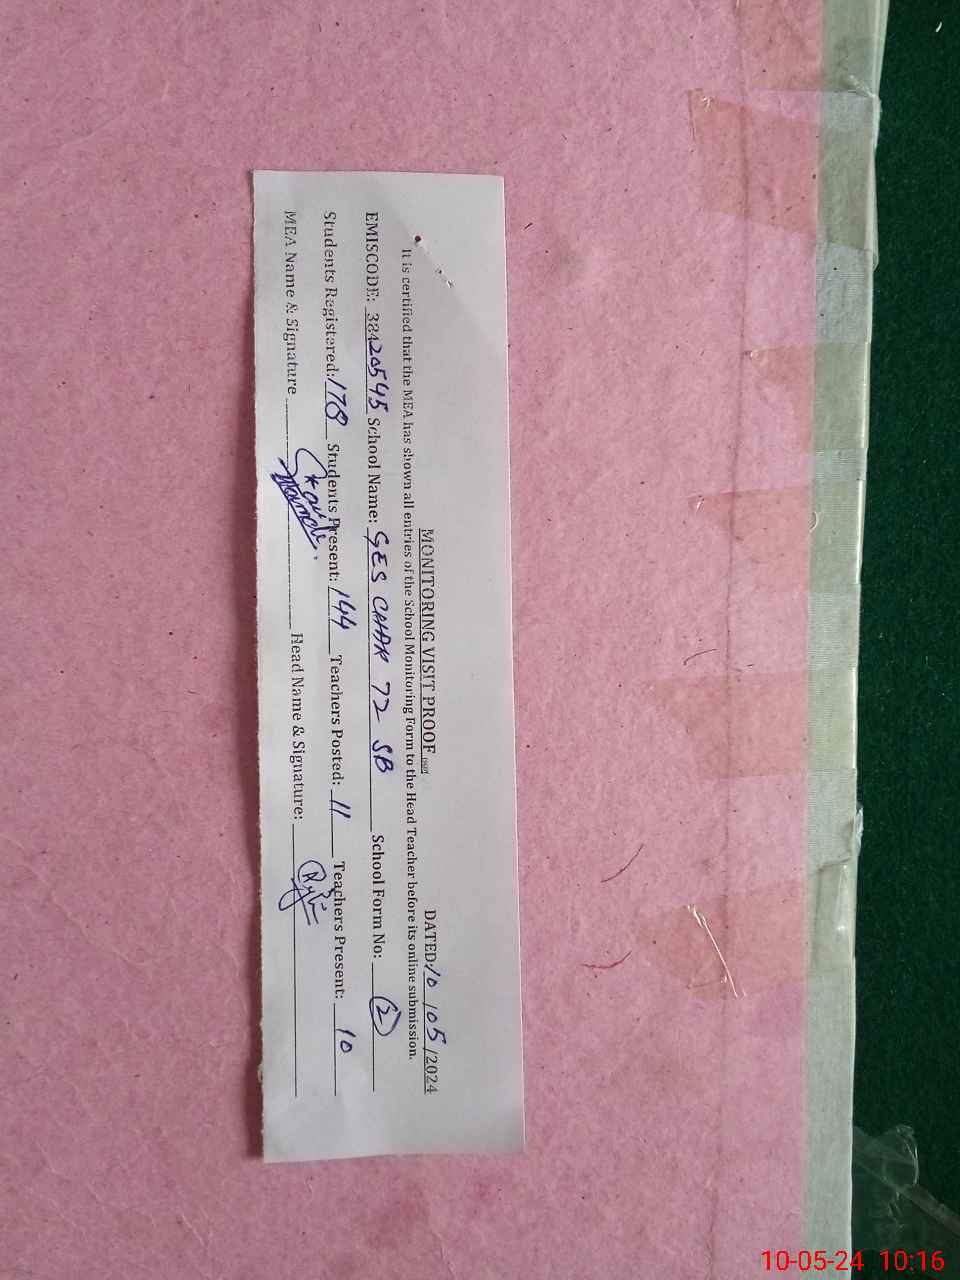 MONITORING VISIT PROOF DATED: 10 / 05 / 2024
It is certified that the MEA has shown all entries of the School Monitoring Form to the Head Teacher before its online submission.
EMISCODE: 38420545 School Name: GES CHAK 72 SB School Form No: 2
Students Registered: 178 Students Present: 144 Teachers Posted: 11 Teachers Present: 10
MEA Name & Signature Head Name & Signature:
10-05-24 10:16